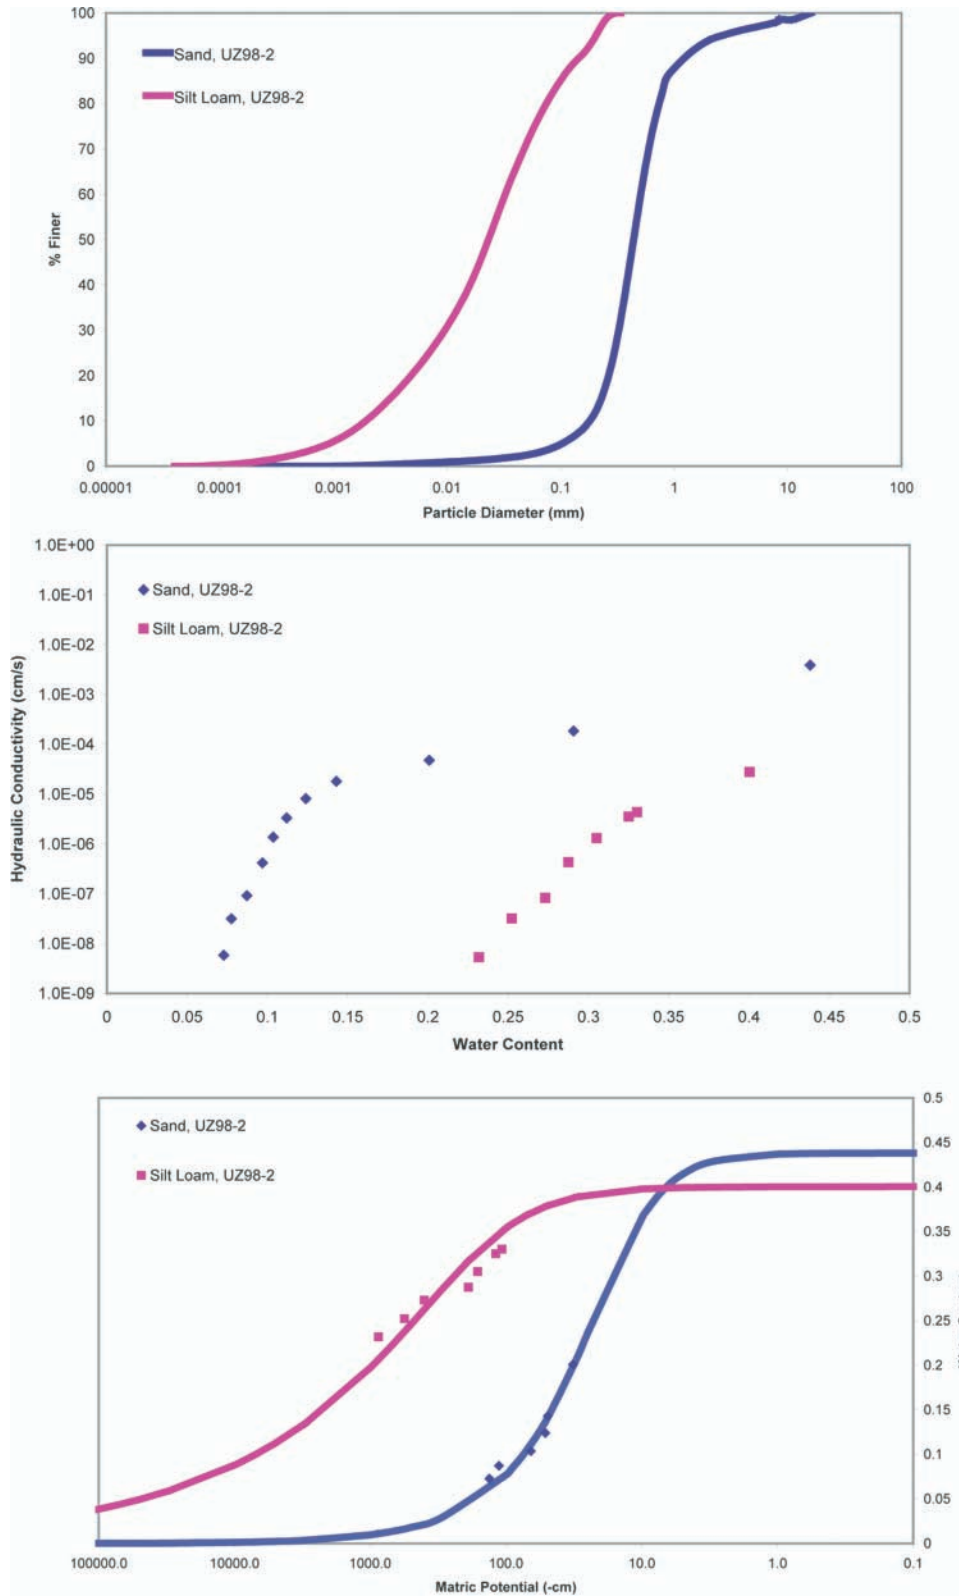 100
90
80
70
60
50
40
30
20
10
0
% Finer
Sand, UZ98-2
Silt Loam, UZ98-2
0.00001 0.0001 0.001 0.01 0.1 1 10 100
Particle Diameter (mm)
1.0E+00
1.0E-01
1.0E-02
1.0E-03
1.0E-04
1.0E-05
1.0E-06
1.0E-07
1.0E-08
1.0E-09
Hydraulic Conductivity (cm/s)
Sand, UZ98-2
Silt Loam, UZ98-2
0 0.05 0.1 0.15 0.2 0.25 0.3 0.35 0.4 0.45 0.5
Water Content
Sand, UZ98-2
Silt Loam, UZ98-2
0.5
0.45
0.4
0.35
0.3
0.25
0.2
0.15
0.1
0.05
0
100000.0 10000.0 1000.0 100.0 10.0 1.0 0.1
Matric Potential (-cm)